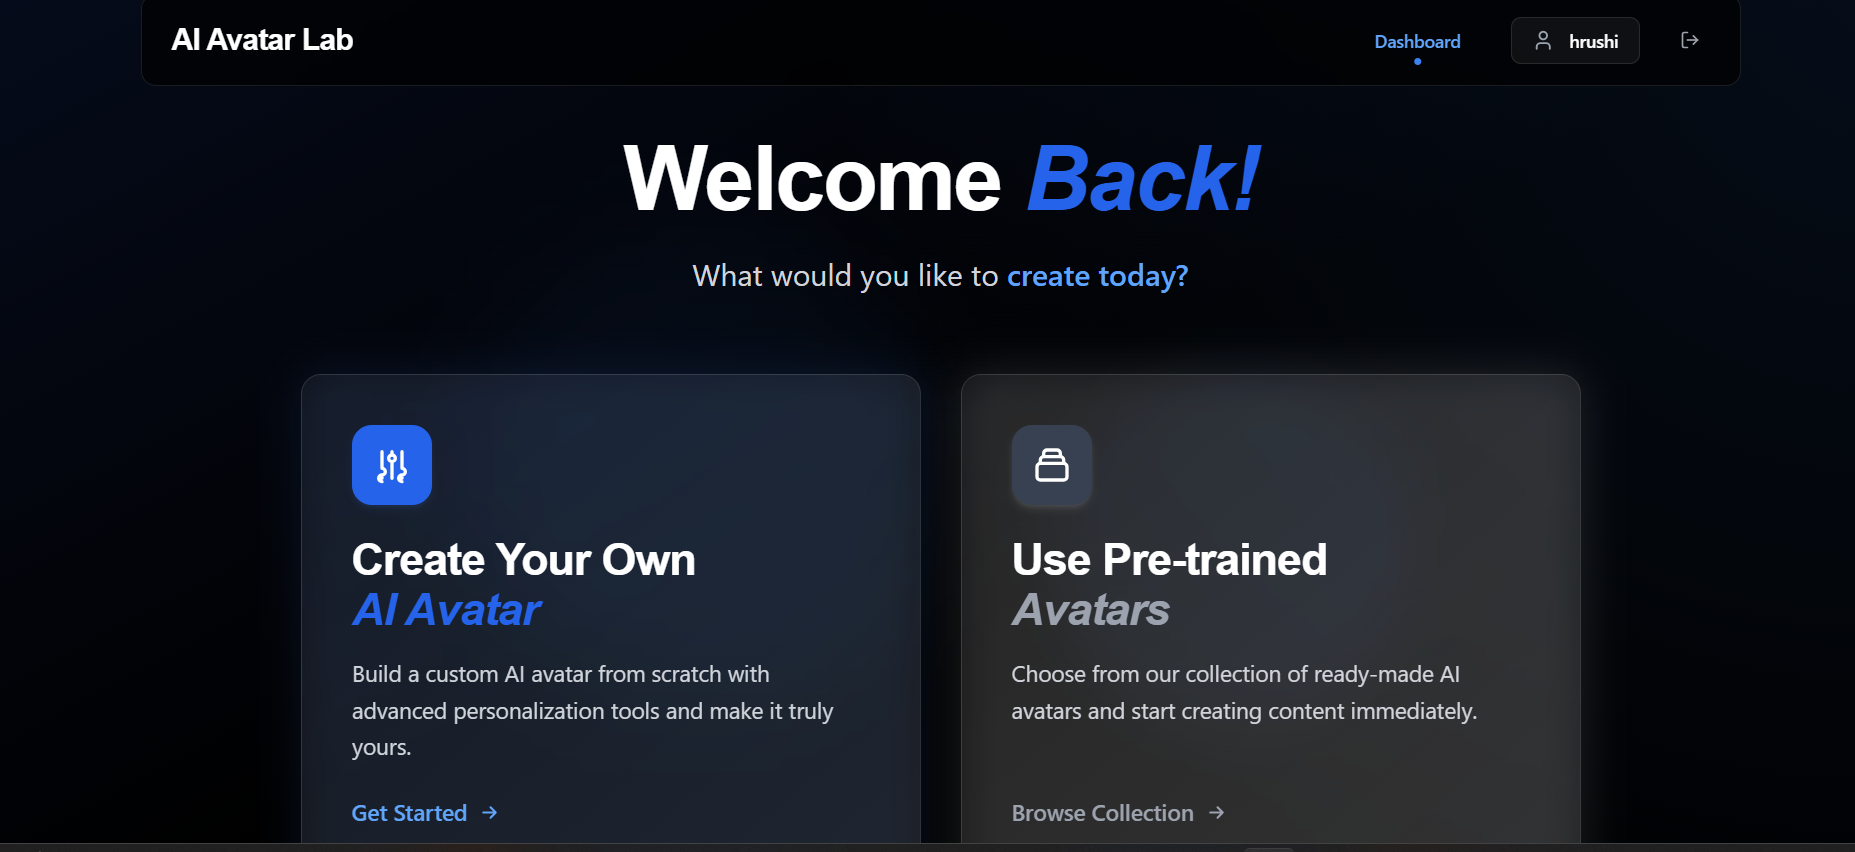 AI Avatar Lab
Dashboard
hrushi
Welcome Back!
What would you like to create today?
Create Your Own
AI Avatar
Build a custom AI avatar from scratch with
advanced personalization tools and make it truly
yours.
Get Started →
Use Pre-trained
Avatars
Choose from our collection of ready-made AI
avatars and start creating content immediately.
Browse Collection →